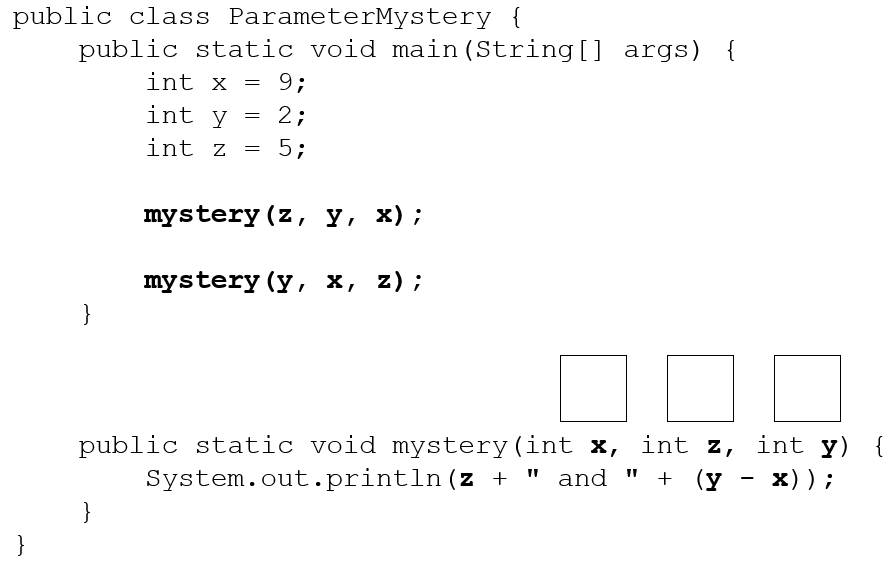 public class ParameterMystery {
    public static void main(String[] args) {
        int x = 9;
        int y = 2;
        int z = 5;
        mystery(z, y, x);
        mystery(y, x, z);
    }
    public static void mystery(int x, int z, int y) {
        System.out.println(z + " and " + (y - x));
    }
}